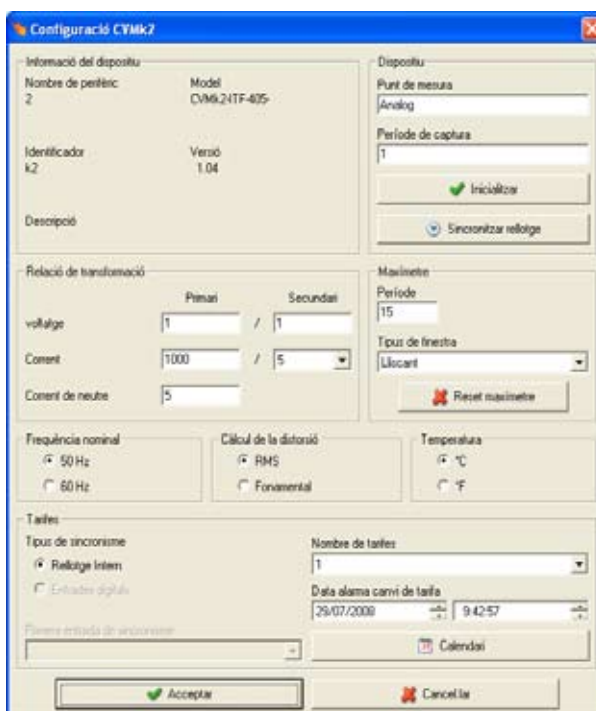 Configuració CVMk2
Informació del dispositiu
Nombre de perifèric
2
Model
CVMk2-ITF-405-
Identificador
k2
Versió
1.04
Descripció
Dispositiu
Punt de mesura
Analog
Període de captura
1
Inicialitzar
Sincronitzar rellotge
Relació de transformació
Primari Secundari
voltatge 1 / 1
Corrent 1000 / 5
Corrent de neutre 5
Maxímetre
Període
15
Tipus de finestra
Lliscant
Reset maxímetre
Freqüència nominal
50 Hz
60 Hz
Càlcul de la distorsió
RMS
Fonamental
Temperatura
°C
°F
Tarifes
Tipus de sincronisme
Rellotge Intern
Entrades digitals
Primera entrada de sincronisme
Nombre de tarifes
1
Data alarma canvi de tarifa
29/07/2008 9:42:57
Calendari
Acceptar
Cancel·lar